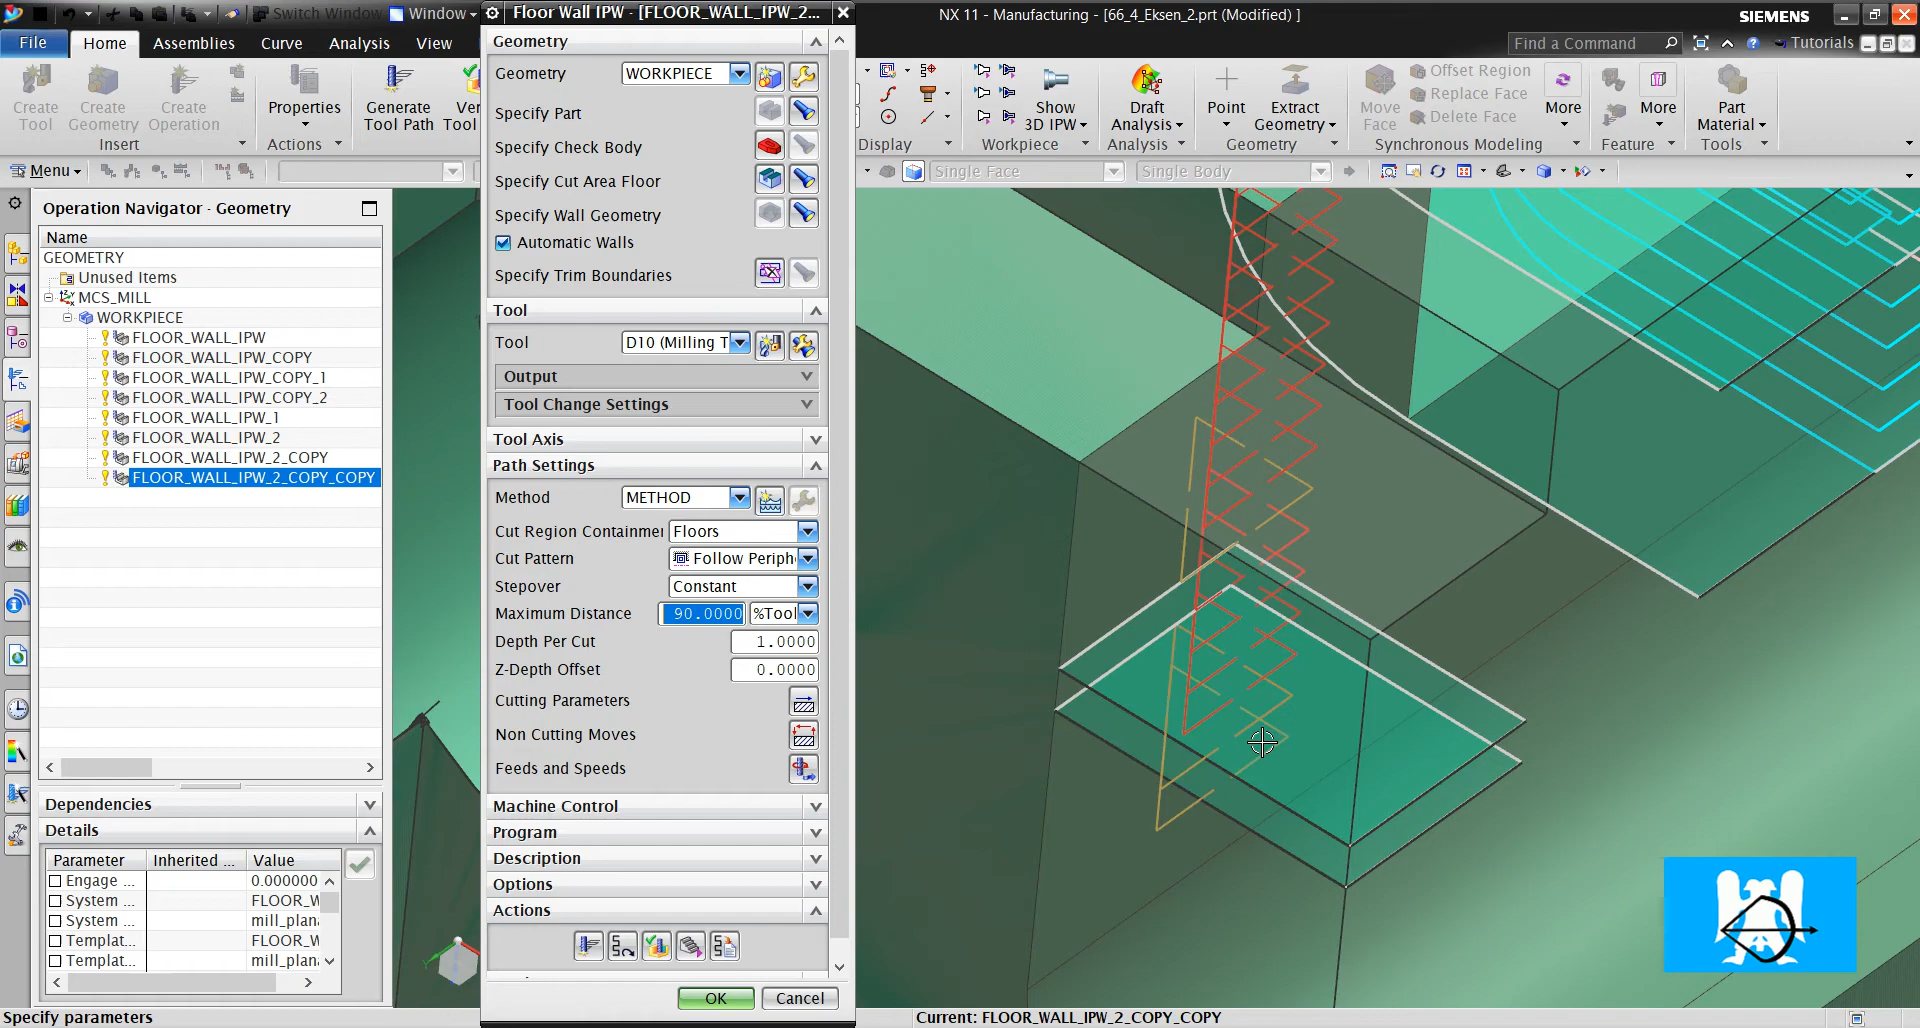 Switch Window
Window
Floor Wall IPW - [FLOOR_WALL_IPW_2...
NX 11 - Manufacturing - [66_4_Eksen_2.prt (Modified) ]
SIEMENS
File
Home
Assemblies
Curve
Analysis
View
Find a Command
Tutorials
Create Tool
Create Geometry
Create Operation
Properties
Generate Tool Path
Insert
Actions
Show 3D IPW
Draft Analysis
Point
Extract Geometry
Move Face
Offset Region
Replace Face
Delete Face
More
More
Part Material
Display
Workpiece
Analysis
Geometry
Synchronous Modeling
Feature
Tools
Menu
Single Face
Single Body
Operation Navigator - Geometry
Name
GEOMETRY
Unused Items
MCS_MILL
WORKPIECE
FLOOR_WALL_IPW
FLOOR_WALL_IPW_COPY
FLOOR_WALL_IPW_COPY_1
FLOOR_WALL_IPW_COPY_2
FLOOR_WALL_IPW_1
FLOOR_WALL_IPW_2
FLOOR_WALL_IPW_2_COPY
FLOOR_WALL_IPW_2_COPY_COPY
Dependencies
Details
Parameter Inherited ... Value
Engage ... 0.000000
System ... FLOOR_W
System ... mill_plan
Templat... FLOOR_W
Templat... mill_plan
Specify parameters
Geometry
Geometry WORKPIECE
Specify Part
Specify Check Body
Specify Cut Area Floor
Specify Wall Geometry
Automatic Walls
Specify Trim Boundaries
Tool
Tool D10 (Milling T
Output
Tool Change Settings
Tool Axis
Path Settings
Method METHOD
Cut Region Containmer Floors
Cut Pattern Follow Periph
Stepover Constant
Maximum Distance 90.0000 %Tool
Depth Per Cut 1.0000
Z-Depth Offset 0.0000
Cutting Parameters
Non Cutting Moves
Feeds and Speeds
Machine Control
Program
Description
Options
Actions
OK Cancel
Current: FLOOR_WALL_IPW_2_COPY_COPY